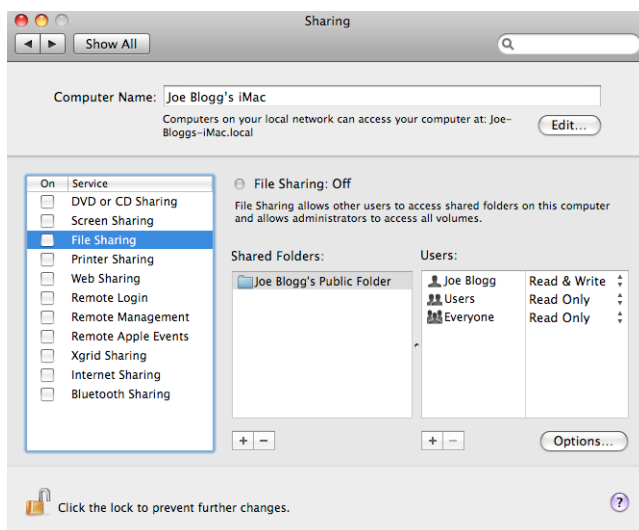 Sharing
Show All
Computer Name: Joe Blogg's iMac
Computers on your local network can access your computer at: Joe-
Bloggs-iMac.local
Edit...
On Service
DVD or CD Sharing
Screen Sharing
File Sharing
Printer Sharing
Web Sharing
Remote Login
Remote Management
Remote Apple Events
Xgrid Sharing
Internet Sharing
Bluetooth Sharing
File Sharing: Off
File Sharing allows other users to access shared folders on this computer
and allows administrators to access all volumes.
Shared Folders:
Joe Blogg's Public Folder
Users:
Joe Blogg Read & Write
Users Read Only
Everyone Read Only
+ −
+ −
Options...
Click the lock to prevent further changes.
?